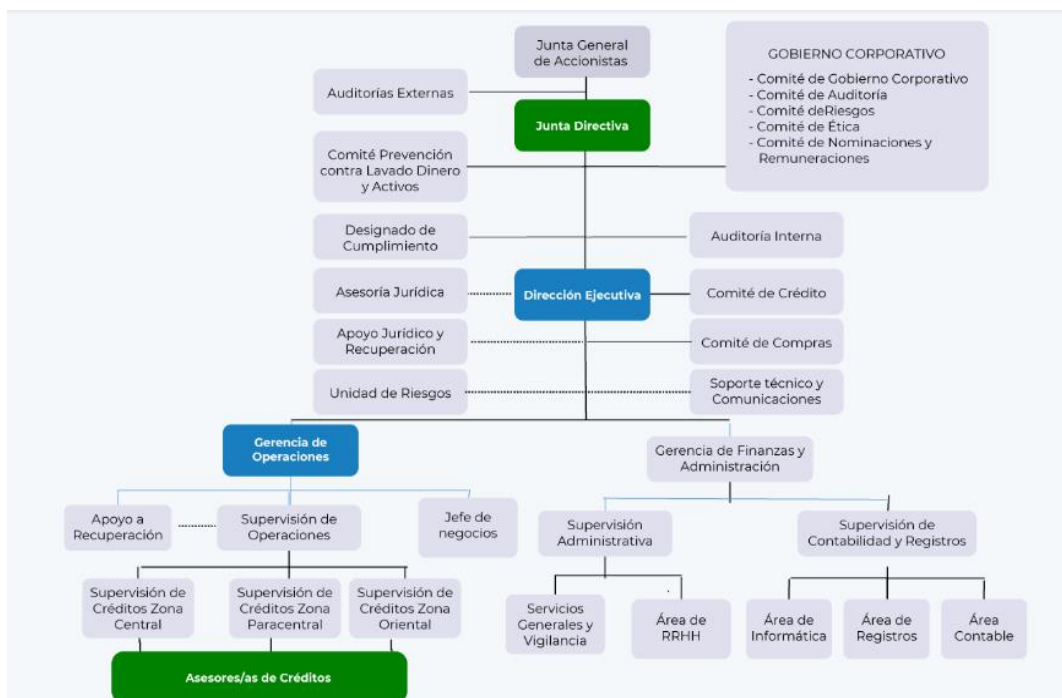 Junta General
de Accionistas
GOBIERNO CORPORATIVO
- Comité de Gobierno Corporativo
- Comité de Auditoría
- Comité deRiesgos
- Comité de Ética
- Comité de Nominaciones y
Remuneraciones
Auditorías Externas
Junta Directiva
Comité Prevención
contra Lavado Dinero
y Activos
Designado de
Cumplimiento
Auditoría Interna
Asesoría Jurídica
Dirección Ejecutiva
Comité de Crédito
Apoyo Jurídico y
Recuperación
Comité de Compras
Unidad de Riesgos
Soporte técnico y
Comunicaciones
Gerencia de
Operaciones
Gerencia de Finanzas y
Administración
Apoyo a
Recuperación
Supervisión de
Operaciones
Jefe de
negocios
Supervisión
Administrativa
Supervisión de
Contabilidad y Registros
Supervisión de
Créditos Zona
Central
Supervisión de
Créditos Zona
Paracentral
Supervisión de
Créditos Zona
Oriental
Servicios
Generales y
Vigilancia
Área de
RRHH
Área de
Informática
Área de
Registros
Área
Contable
Asesores/as de Créditos